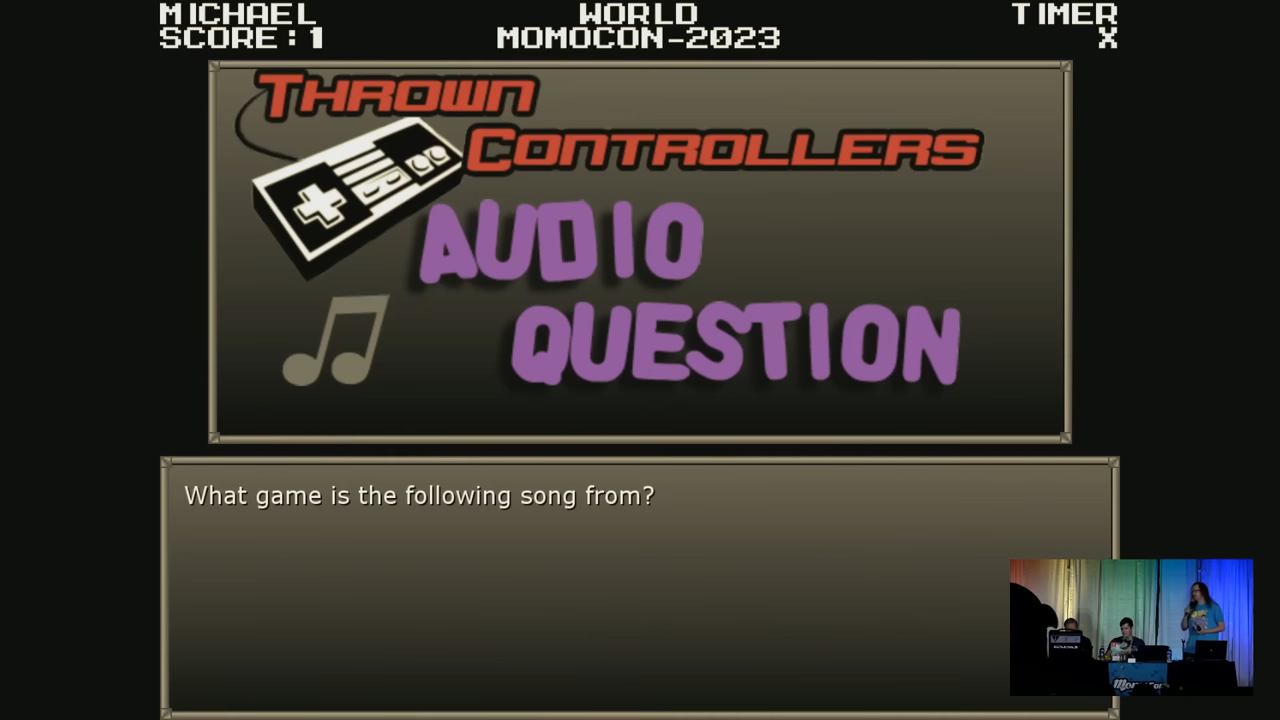 MICHAEL
SCORE:1
WORLD
MOMOCON-2023
TIMER
X
THROWN
CONTROLLERS
AUDIO
QUESTION
What game is the following song from?